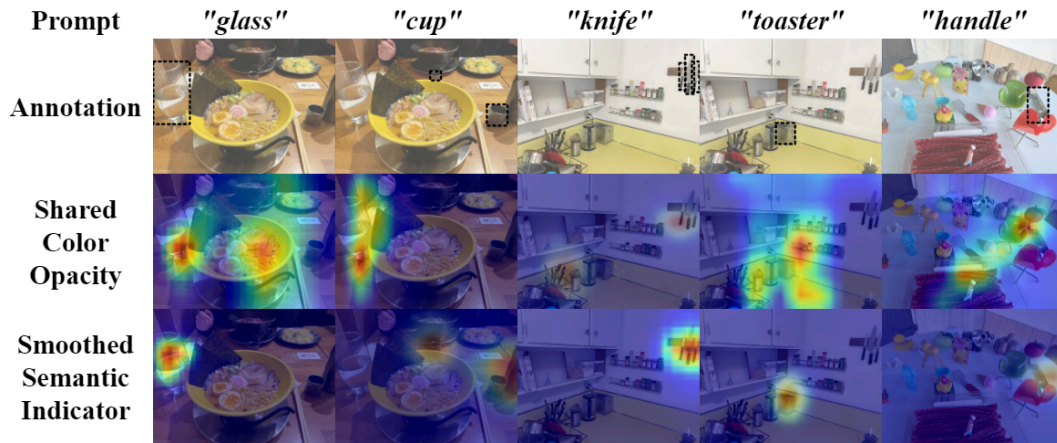 Prompt "glass" "cup" "knife" "toaster" "handle"
Annotation
Shared
Color
Opacity
Smoothed
Semantic
Indicator